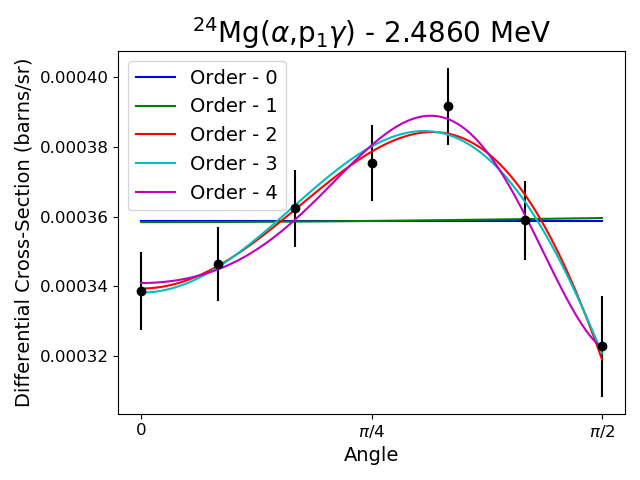 ²⁴Mg(α,p₁γ) - 2.4860 MeV
Differential Cross-Section (barns/sr)
0.00040
0.00038
0.00036
0.00034
0.00032
Order - 0
Order - 1
Order - 2
Order - 3
Order - 4
0
π/4
π/2
Angle